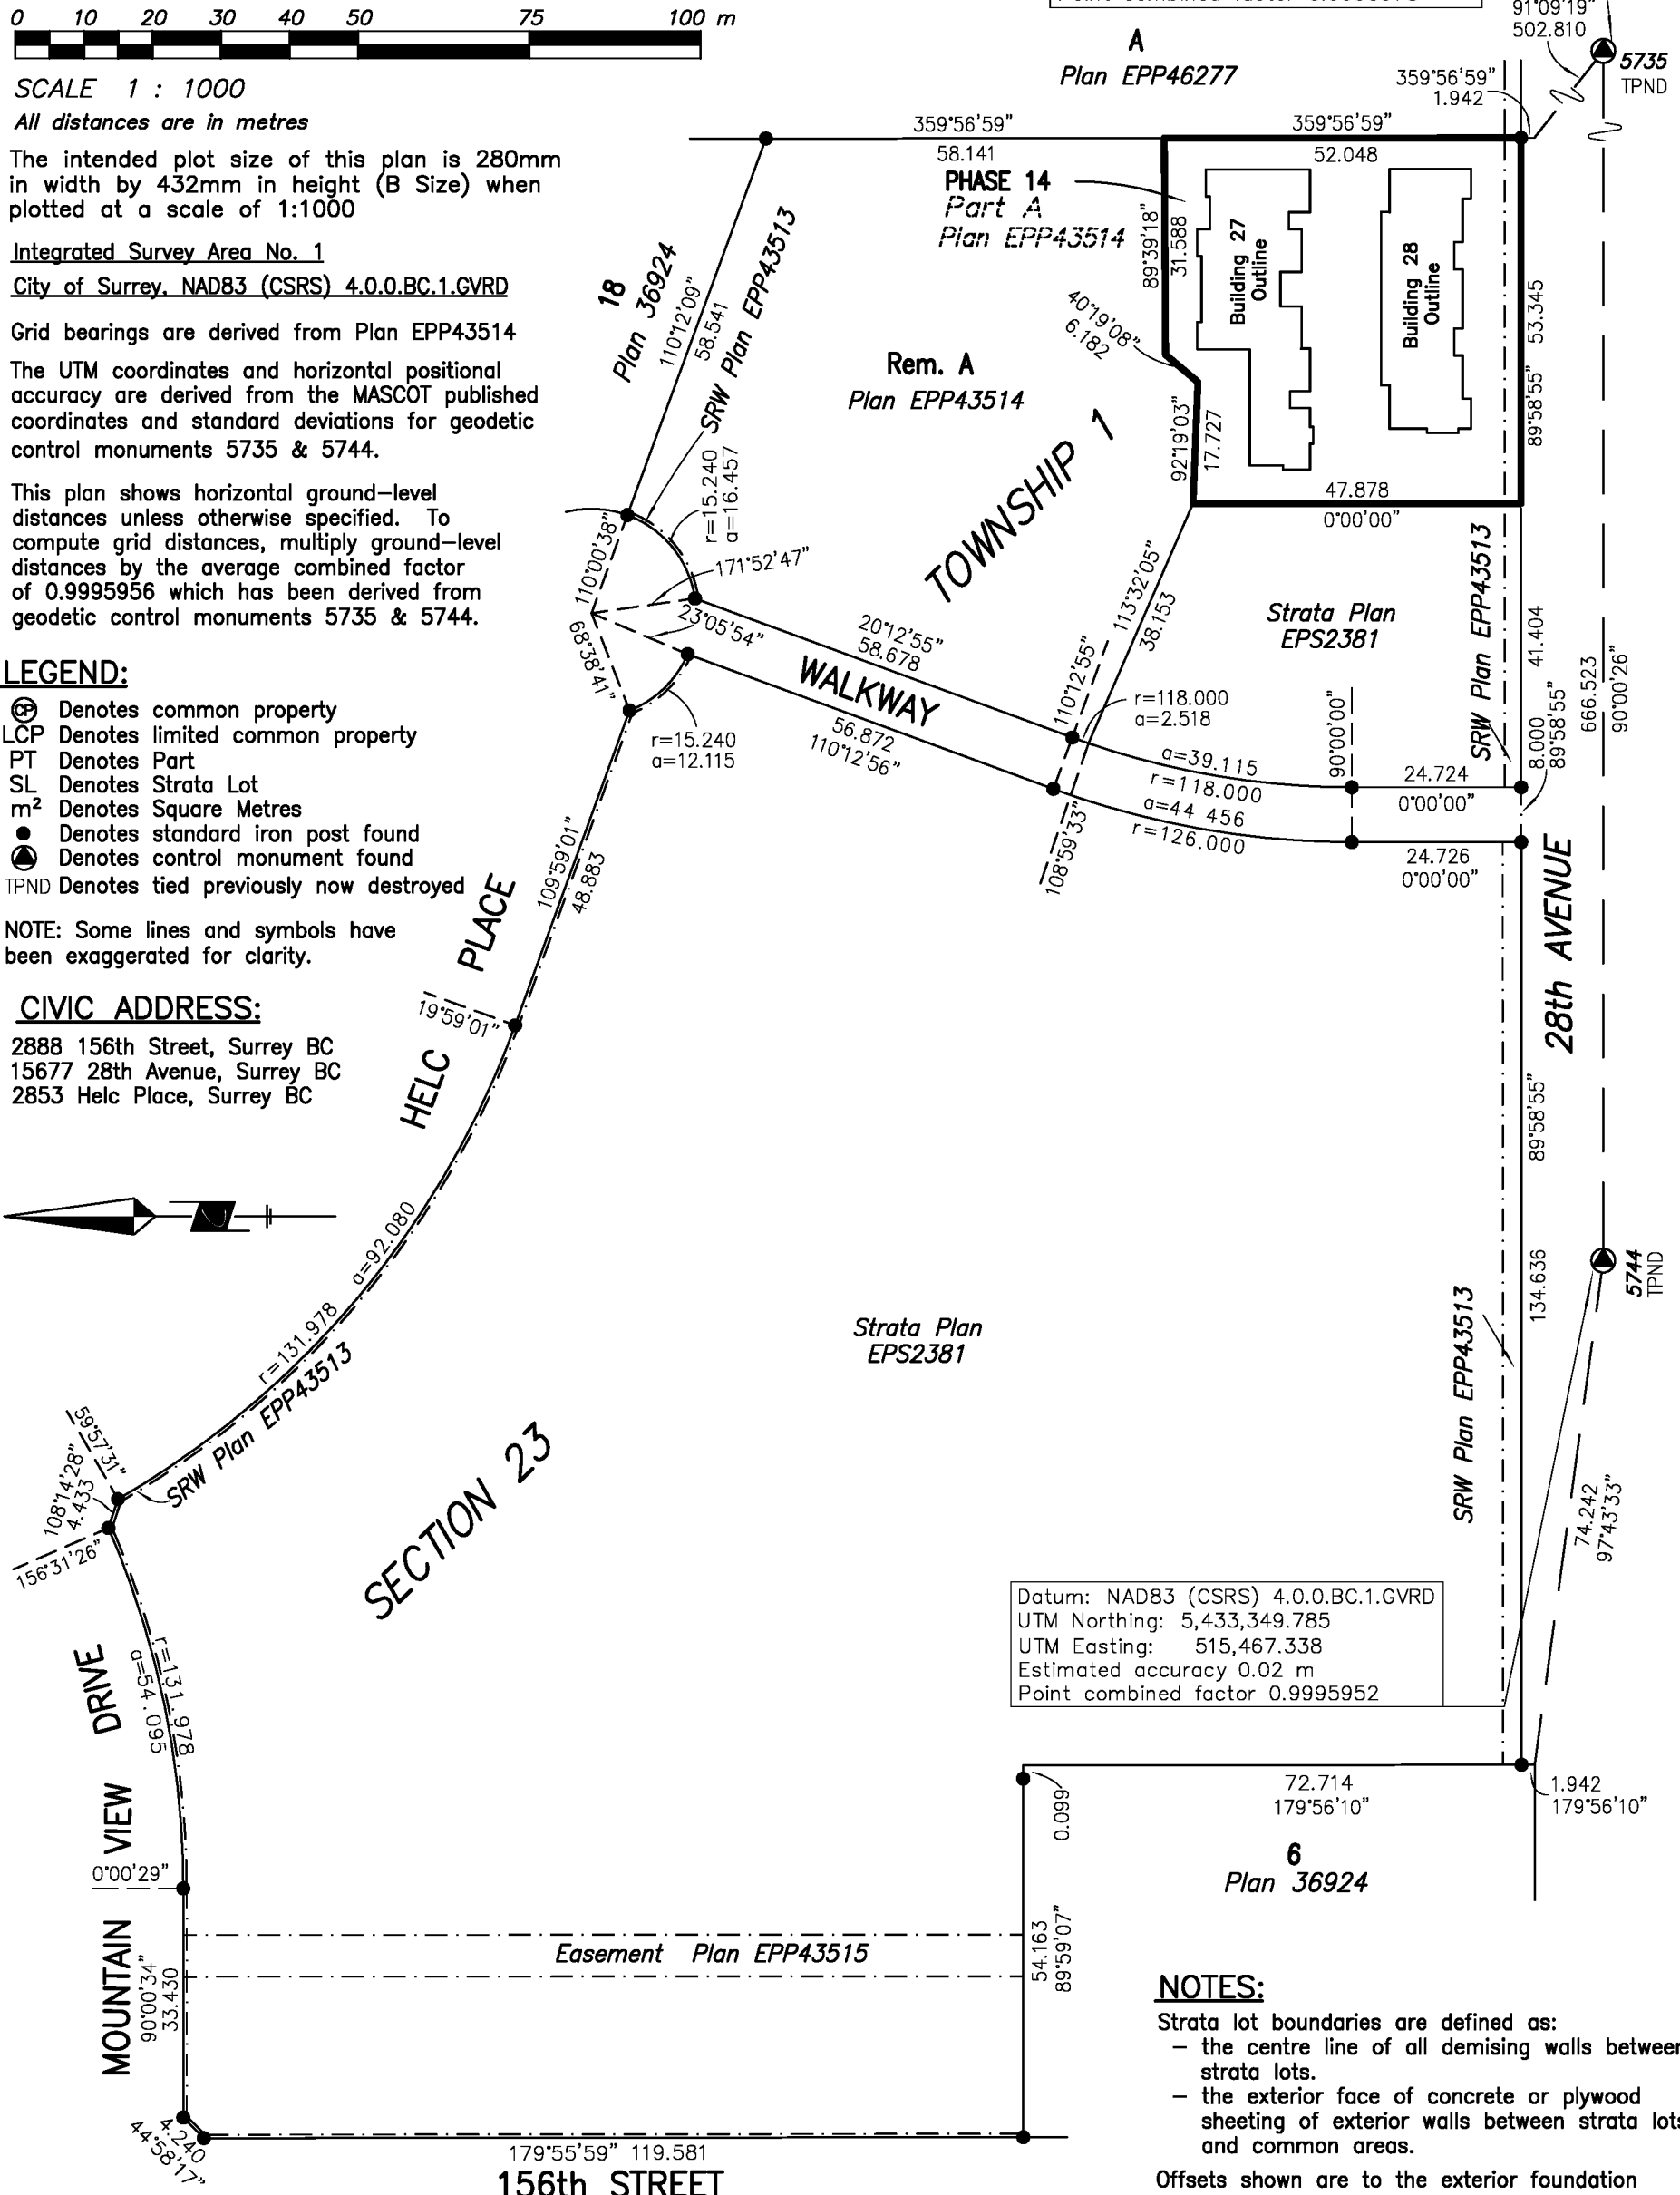 0 10 20 30 40 50 75 100 m
SCALE 1 : 1000
All distances are in metres
The intended plot size of this plan is 280mm
in width by 432mm in height (B Size) when
plotted at a scale of 1:1000
Integrated Survey Area No. 1
City of Surrey, NAD83 (CSRS) 4.0.0.BC.1.GVRD
Grid bearings are derived from Plan EPP43514
The UTM coordinates and horizontal positional
accuracy are derived from the MASCOT published
coordinates and standard deviations for geodetic
control monuments 5735 & 5744.
This plan shows horizontal ground-level
distances unless otherwise specified. To
compute grid distances, multiply ground-level
distances by the average combined factor
of 0.9995956 which has been derived from
geodetic control monuments 5735 & 5744.
LEGEND:
CP Denotes common property
LCP Denotes limited common property
PT Denotes Part
SL Denotes Strata Lot
m² Denotes Square Metres
Denotes standard iron post found
Denotes control monument found
TPND Denotes tied previously now destroyed
NOTE: Some lines and symbols have
been exaggerated for clarity.
CIVIC ADDRESS:
2888 156th Street, Surrey BC
15677 28th Avenue, Surrey BC
2853 Helc Place, Surrey BC
A
Plan EPP46277
91°09'19"
502.810
5735
TPND
359°56'59"
1.942
359°56'59"
58.141
359°56'59"
52.048
PHASE 14
Part A
Plan EPP43514
89°39'18"
31.588
Building 27
Outline
Building 28
Outline
53.345
89°58'55"
40°19'08"
6.182
92°19'03"
17.727
47.878
0°00'00"
18
Plan 36924
110°12'09"
58.541
SRW Plan EPP43513
Rem. A
Plan EPP43514
TOWNSHIP 1
r=15.240
a=16.457
110°00'38"
171°52'47"
23°05'54"
68°38'41"
20°12'55"
58.678
WALKWAY
56.872
110°12'56"
r=15.240
a=12.115
110°12'55"
113°32'05"
38.153
r=118.000
a=2.518
Strata Plan
EPS2381
SRW Plan EPP43513
41.404
8.000
89°58'55"
666.523
90°00'26"
a=39.115
r=118.000
a=44 456
r=126.000
90°00'00"
24.724
0°00'00"
24.726
0°00'00"
108°59'33"
28th AVENUE
109°59'01"
48.883
HELC PLACE
19°59'01"
89°58'55"
134.636
5744
TPND
a=92.080
r=131.978
SRW Plan EPP43513
59°57'31"
108°14'28"
4.433
156°31'26"
Strata Plan
EPS2381
SECTION 23
SRW Plan EPP43513
74.242
97°43'33"
Datum: NAD83 (CSRS) 4.0.0.BC.1.GVRD
UTM Northing: 5,433,349.785
UTM Easting: 515,467.338
Estimated accuracy 0.02 m
Point combined factor 0.9995952
r=131.978
a=54.095
MOUNTAIN VIEW DRIVE
0°00'29"
90°00'34"
33.430
72.714
179°56'10"
1.942
179°56'10"
0.099
6
Plan 36924
Easement Plan EPP43515
54.163
89°59'07"
4.240
44°58'17"
179°55'59" 119.581
156th STREET
NOTES:
Strata lot boundaries are defined as:
- the centre line of all demising walls between
strata lots.
- the exterior face of concrete or plywood
sheeting of exterior walls between strata lots
and common areas.
Offsets shown are to the exterior foundation